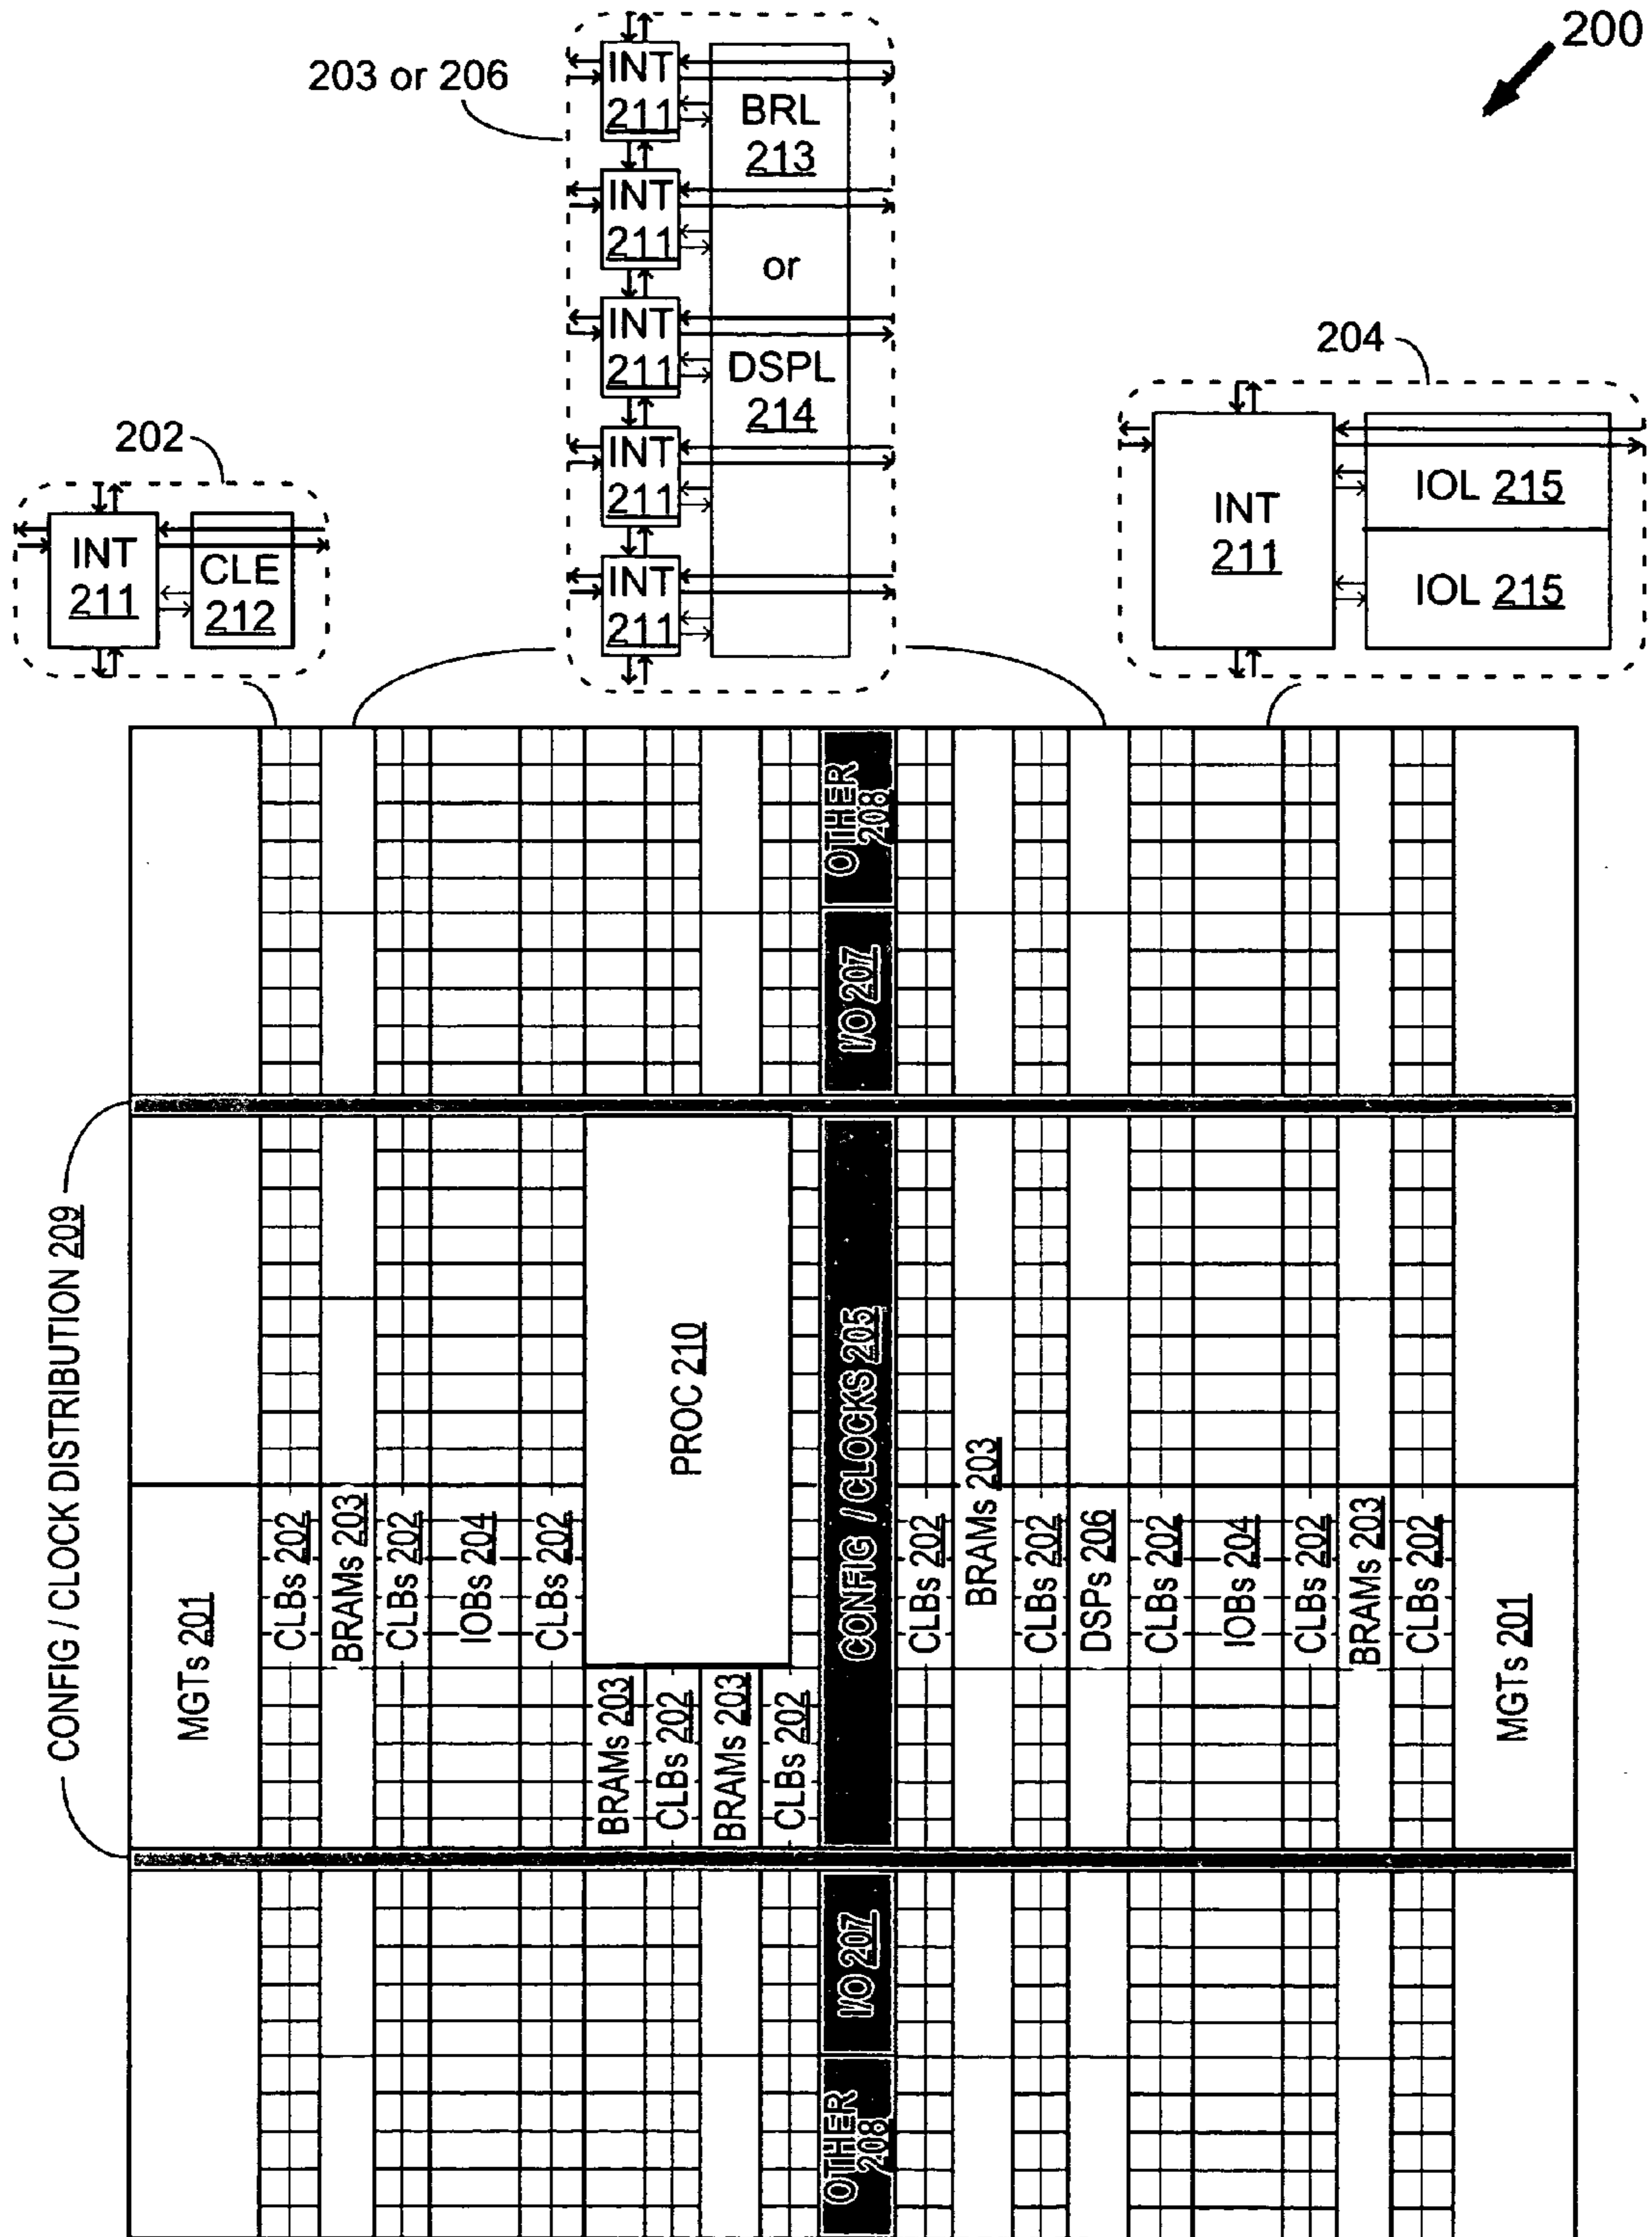 200
203 or 206
INT
211
BRL
213
INT
211
or
INT
211
DSPL
214
INT
211
INT
211
202
INT
211
CLE
212
204
INT
211
IOL 215
IOL 215
OTHER
208
I/O 207
CONFIG / CLOCK DISTRIBUTION 209
PROC 210
CONFIG / CLOCKS 205
MGTs 201
CLBs 202
BRAMs 203
CLBs 202
IOBs 204
CLBs 202
BRAMs 203
CLBs 202
BRAMs 203
CLBs 202
CLBs 202
BRAMs 203
CLBs 202
DSPs 206
CLBs 202
IOBs 204
CLBs 202
BRAMs 203
CLBs 202
MGTs 201
I/O 207
OTHER
208